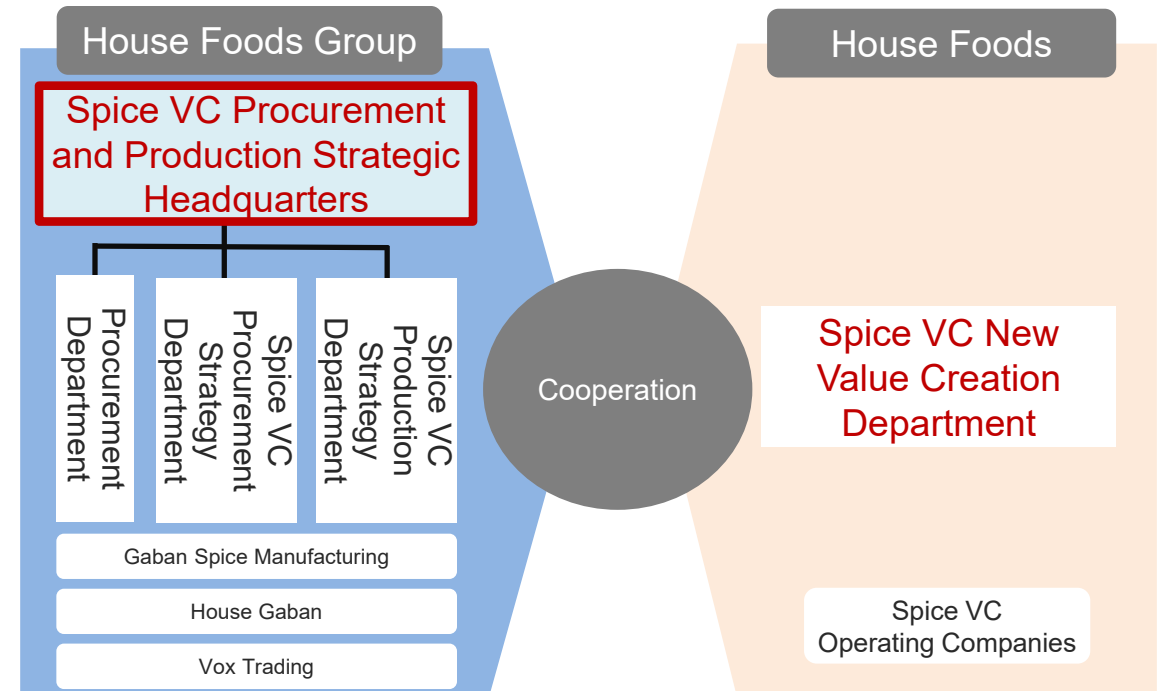 House Foods Group
House Foods
Spice VC Procurement
and Production Strategic
Headquarters
Procurement
Department
Spice VC
Procurement
Strategy
Department
Spice VC
Production
Strategy
Department
Gaban Spice Manufacturing
House Gaban
Vox Trading
Cooperation
Spice VC New
Value Creation
Department
Spice VC
Operating Companies